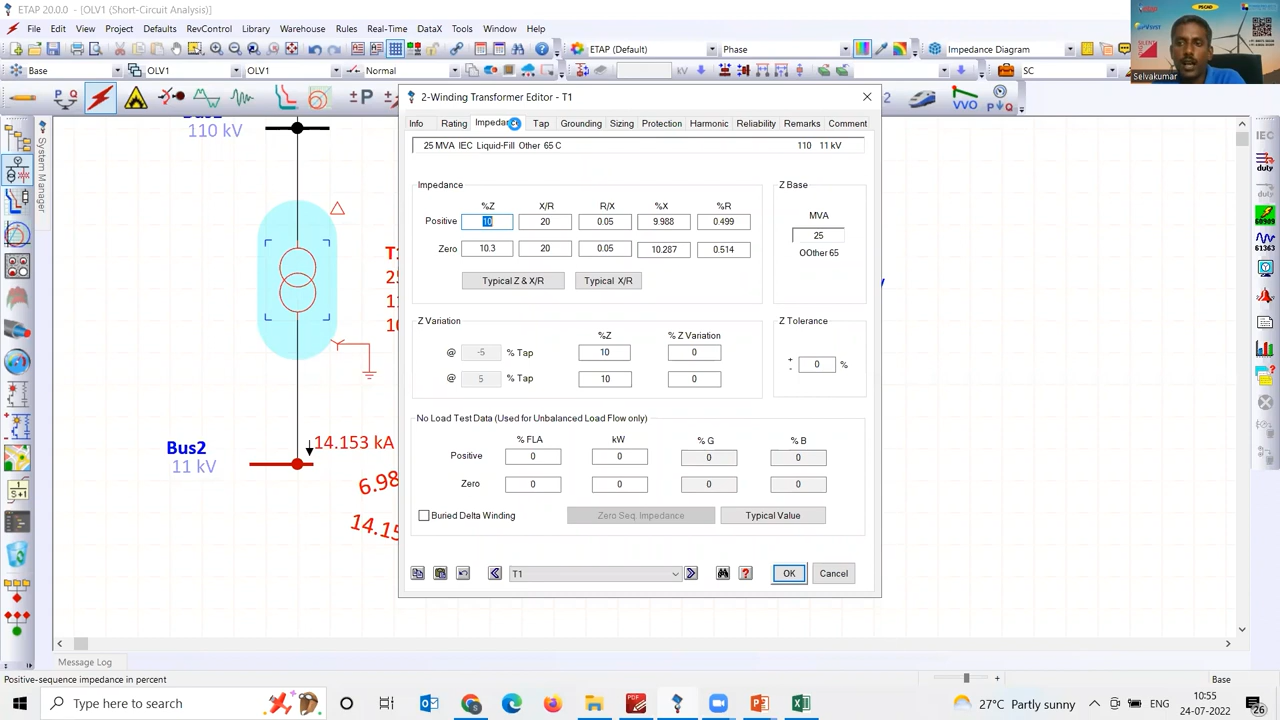 ETAP 20.0.0 - [OLV1 (Short-Circuit Analysis)]
File Edit View Project Defaults RevControl Library Warehouse Rules Real-Time DataX Tools Window Help
ETAP (Default) Phase Impedance Diagram
Base OLV1 OLV1 Normal kV SC
System Manager
110 kV
Bus2
11 kV
14.153 kA
2-Winding Transformer Editor - T1
Info Rating Impedance Tap Grounding Sizing Protection Harmonic Reliability Remarks Comment
25 MVA IEC Liquid-Fill Other 65 C 110 11 kV
Impedance
%Z X/R R/X %X %R
Positive 10 20 0.05 9.988 0.499
Zero 10.3 20 0.05 10.287 0.514
Typical Z & X/R Typical X/R
Z Base
MVA
25
OOther 65
Z Variation
%Z % Z Variation
@ -5 % Tap 10 0
@ 5 % Tap 10 0
Z Tolerance
+
- 0 %
No Load Test Data (Used for Unbalanced Load Flow only)
% FLA kW % G % B
Positive 0 0 0 0
Zero 0 0 0 0
Buried Delta Winding Zero Seq. Impedance Typical Value
T1
OK Cancel
Selvakumar
IEC
duty
duty
VVO
P↔Q
Message Log
Positive-sequence impedance in percent
Base
Type here to search
27°C Partly sunny
ENG
10:55
24-07-2022
26